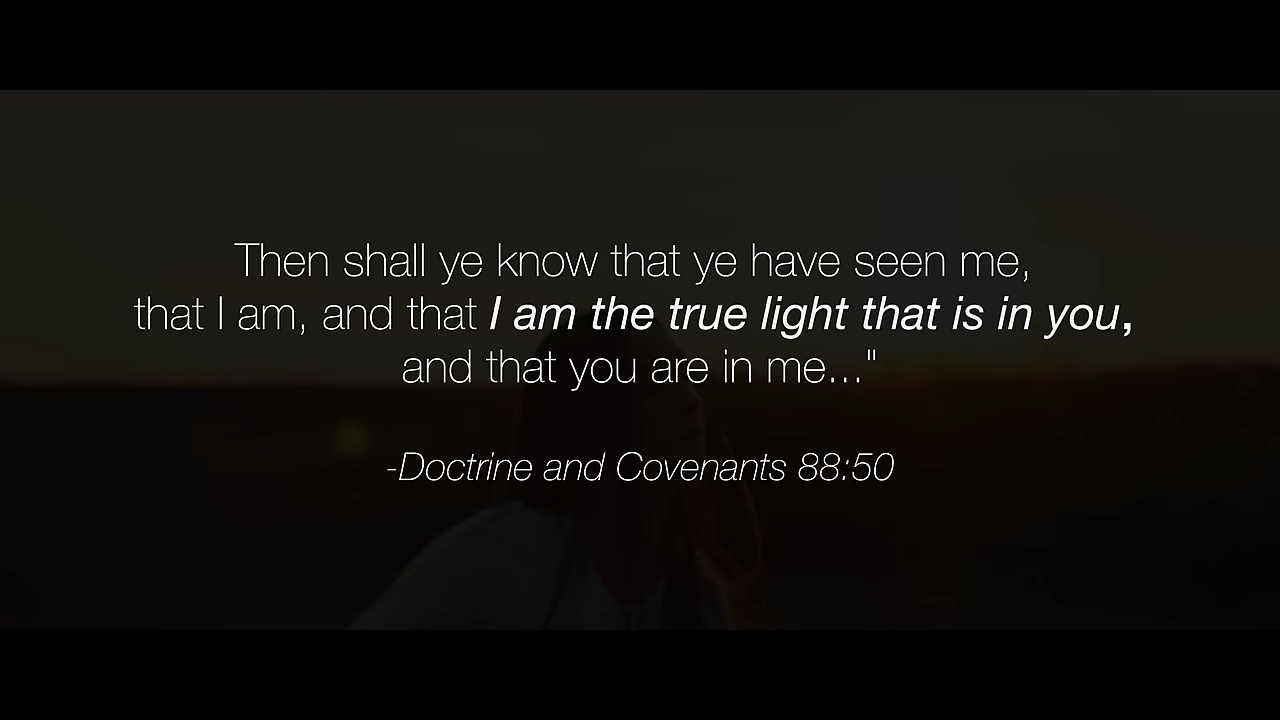 Then shall ye know that ye have seen me,
that I am, and that I am the true light that is in you,
and that you are in me..."
-Doctrine and Covenants 88:50